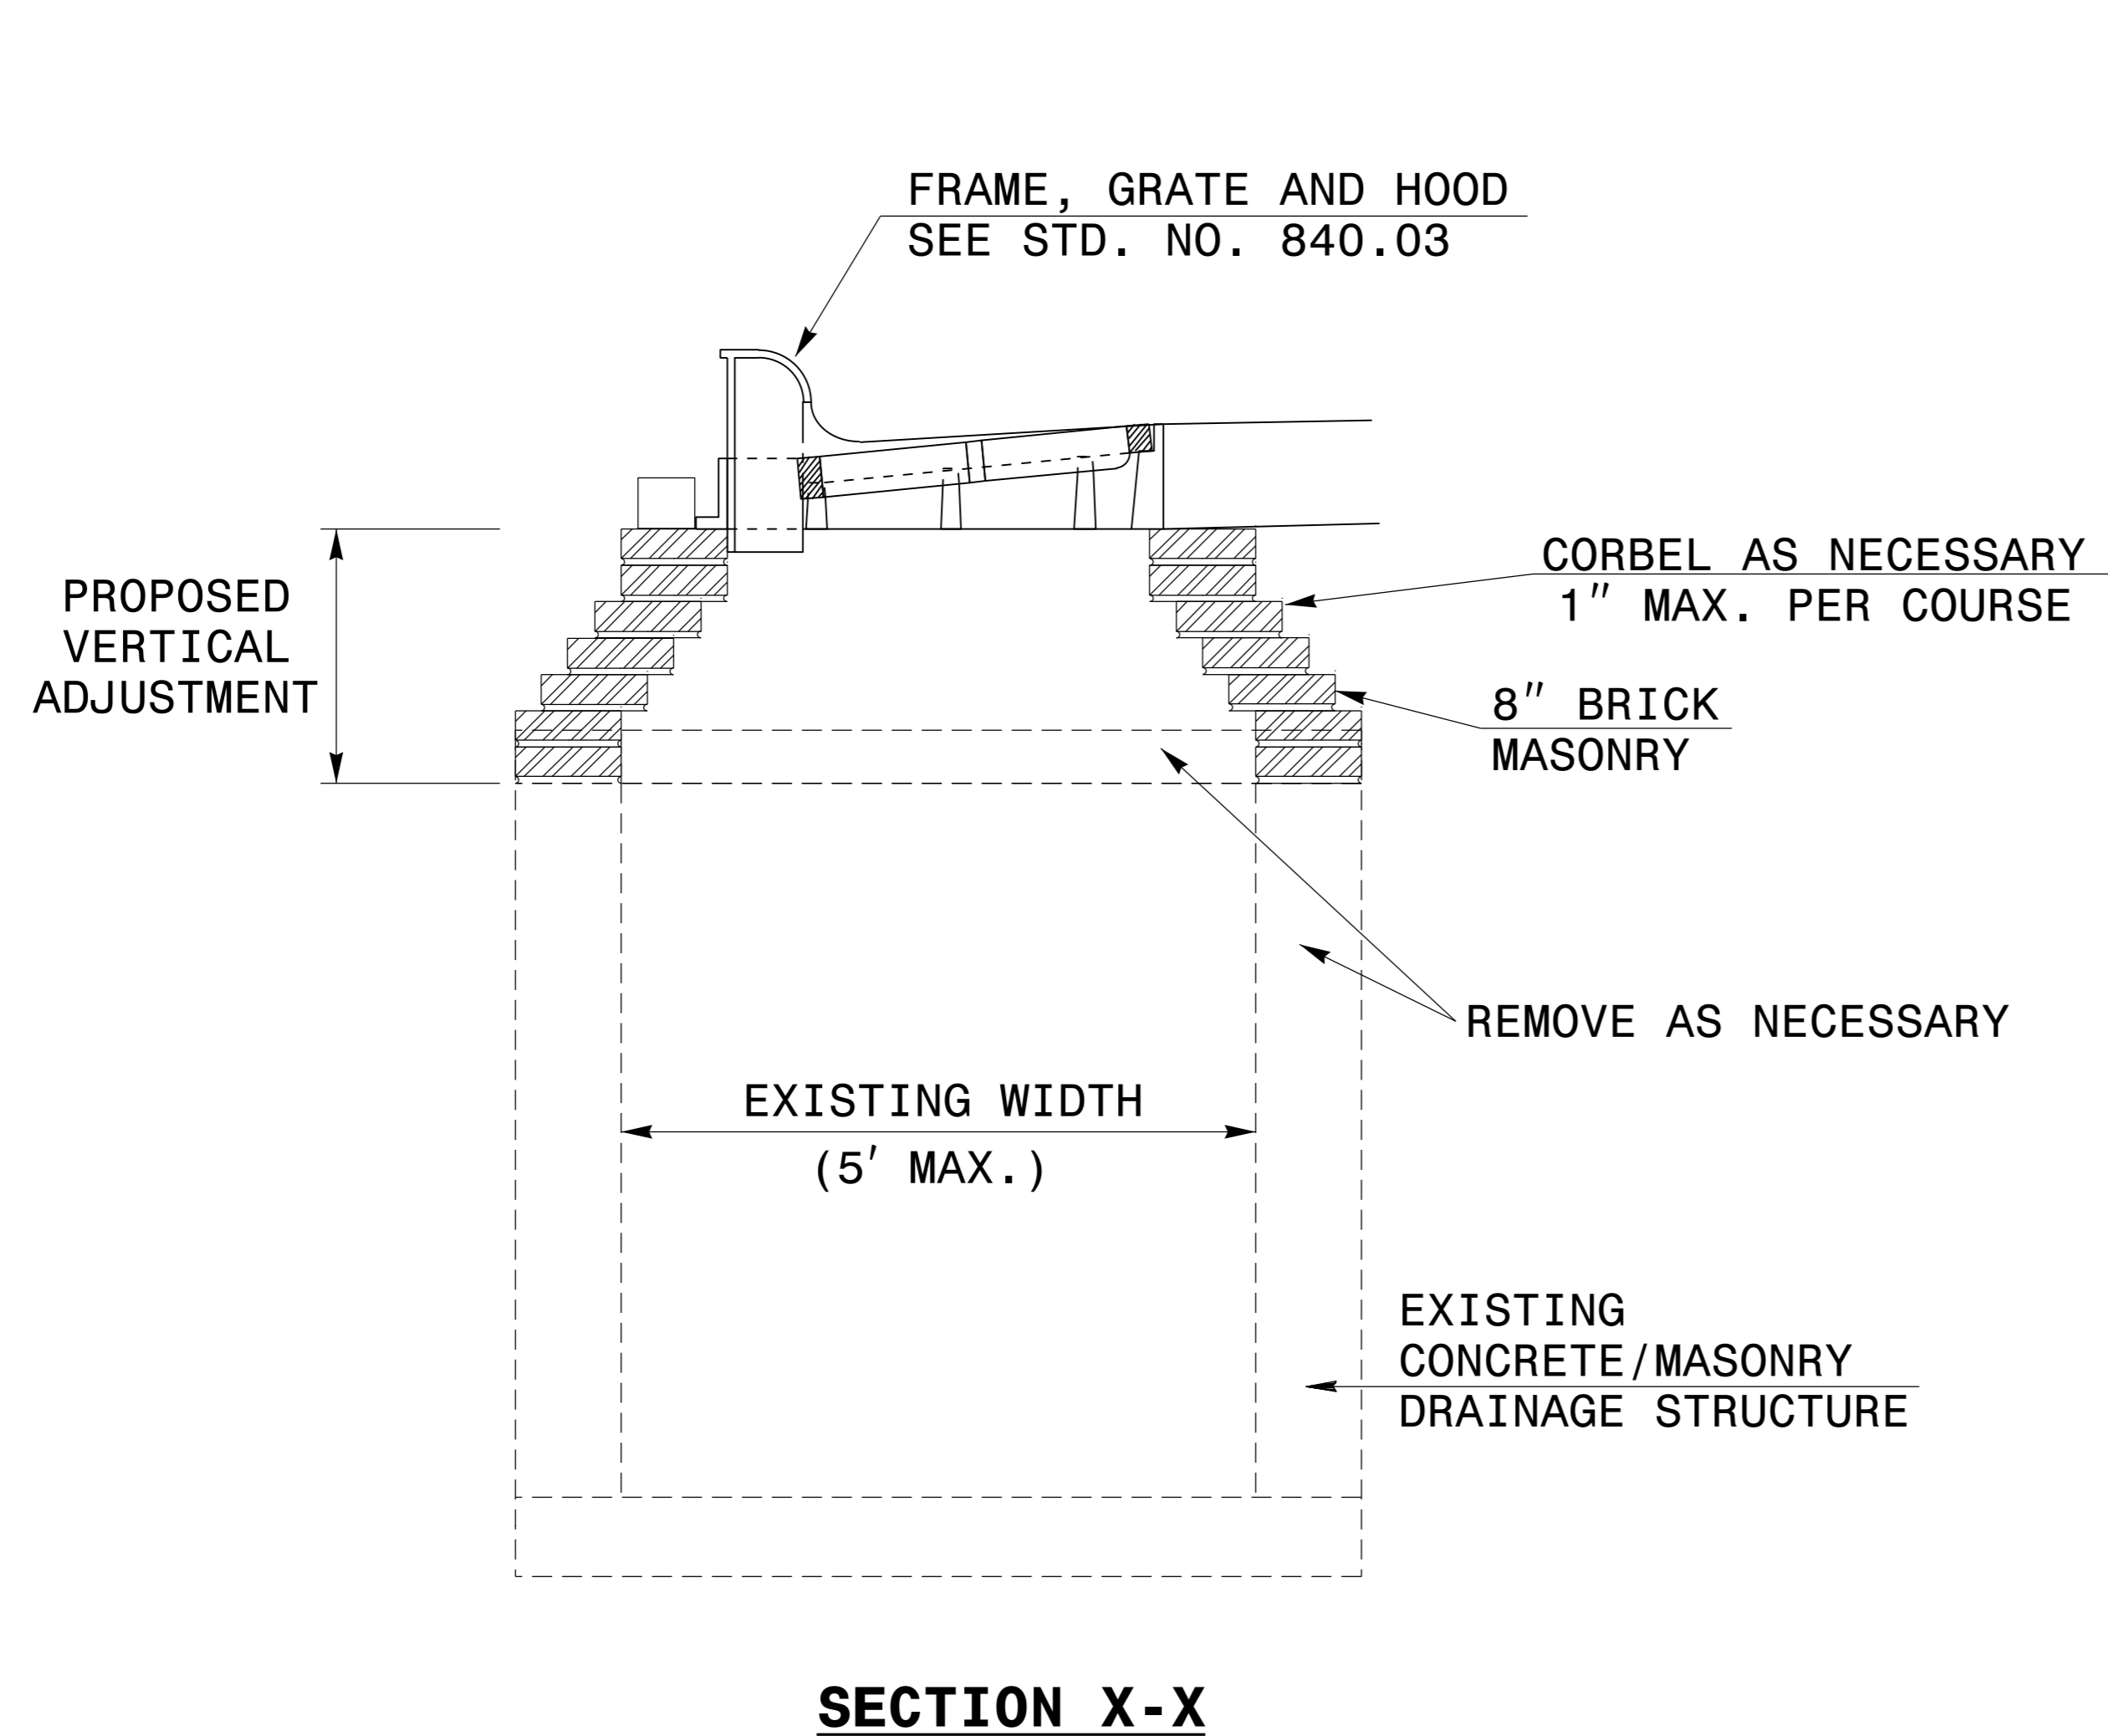 FRAME, GRATE AND HOOD
SEE STD. NO. 840.03
CORBEL AS NECESSARY
1" MAX. PER COURSE
PROPOSED
VERTICAL
ADJUSTMENT
8" BRICK
MASONRY
REMOVE AS NECESSARY
EXISTING WIDTH
(5' MAX.)
EXISTING
CONCRETE/MASONRY
DRAINAGE STRUCTURE
SECTION X-X